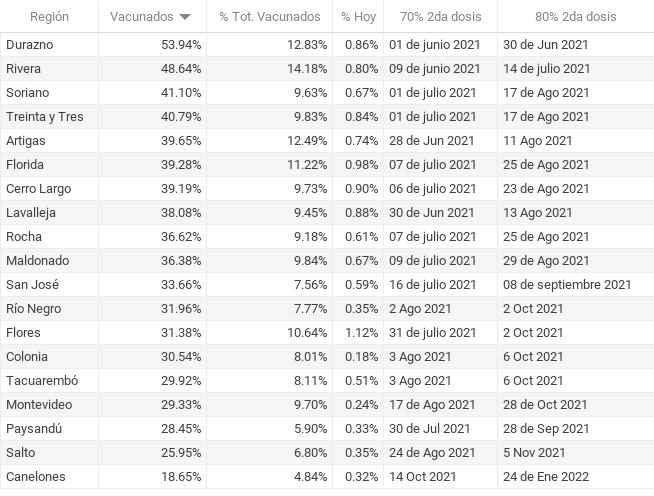 Región Vacunados % Tot. Vacunados % Hoy 70% 2da dosis 80% 2da dosis
Durazno 53.94% 12.83% 0.86% 01 de junio 2021 30 de Jun 2021
Rivera 48.64% 14.18% 0.80% 09 de junio 2021 14 de julio 2021
Soriano 41.10% 9.63% 0.67% 01 de julio 2021 17 de Ago 2021
Treinta y Tres 40.79% 9.83% 0.84% 01 de julio 2021 17 de Ago 2021
Artigas 39.65% 12.49% 0.74% 28 de Jun 2021 11 Ago 2021
Florida 39.28% 11.22% 0.98% 07 de julio 2021 25 de Ago 2021
Cerro Largo 39.19% 9.73% 0.90% 06 de julio 2021 23 de Ago 2021
Lavalleja 38.08% 9.45% 0.88% 30 de Jun 2021 13 Ago 2021
Rocha 36.62% 9.18% 0.61% 07 de julio 2021 25 de Ago 2021
Maldonado 36.38% 9.84% 0.67% 09 de julio 2021 29 de Ago 2021
San José 33.66% 7.56% 0.59% 16 de julio 2021 08 de septiembre 2021
Río Negro 31.96% 7.77% 0.35% 2 Ago 2021 2 Oct 2021
Flores 31.38% 10.64% 1.12% 31 de julio 2021 2 Oct 2021
Colonia 30.54% 8.01% 0.18% 3 Ago 2021 6 Oct 2021
Tacuarembó 29.92% 8.11% 0.51% 3 Ago 2021 6 Oct 2021
Montevideo 29.33% 9.70% 0.24% 17 de Ago 2021 28 de Oct 2021
Paysandú 28.45% 5.90% 0.33% 30 de Jul 2021 28 de Sep 2021
Salto 25.95% 6.80% 0.35% 24 de Ago 2021 5 Nov 2021
Canelones 18.65% 4.84% 0.32% 14 Oct 2021 24 de Ene 2022